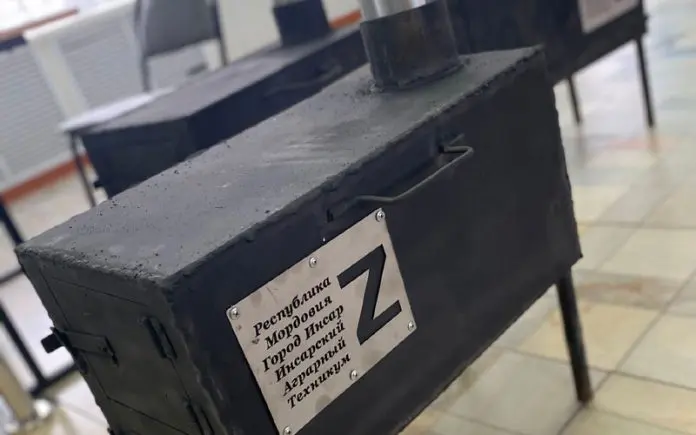 Республика
Мордовия
Город Инсар
Инсарский
Аграрный
Техникум
Z